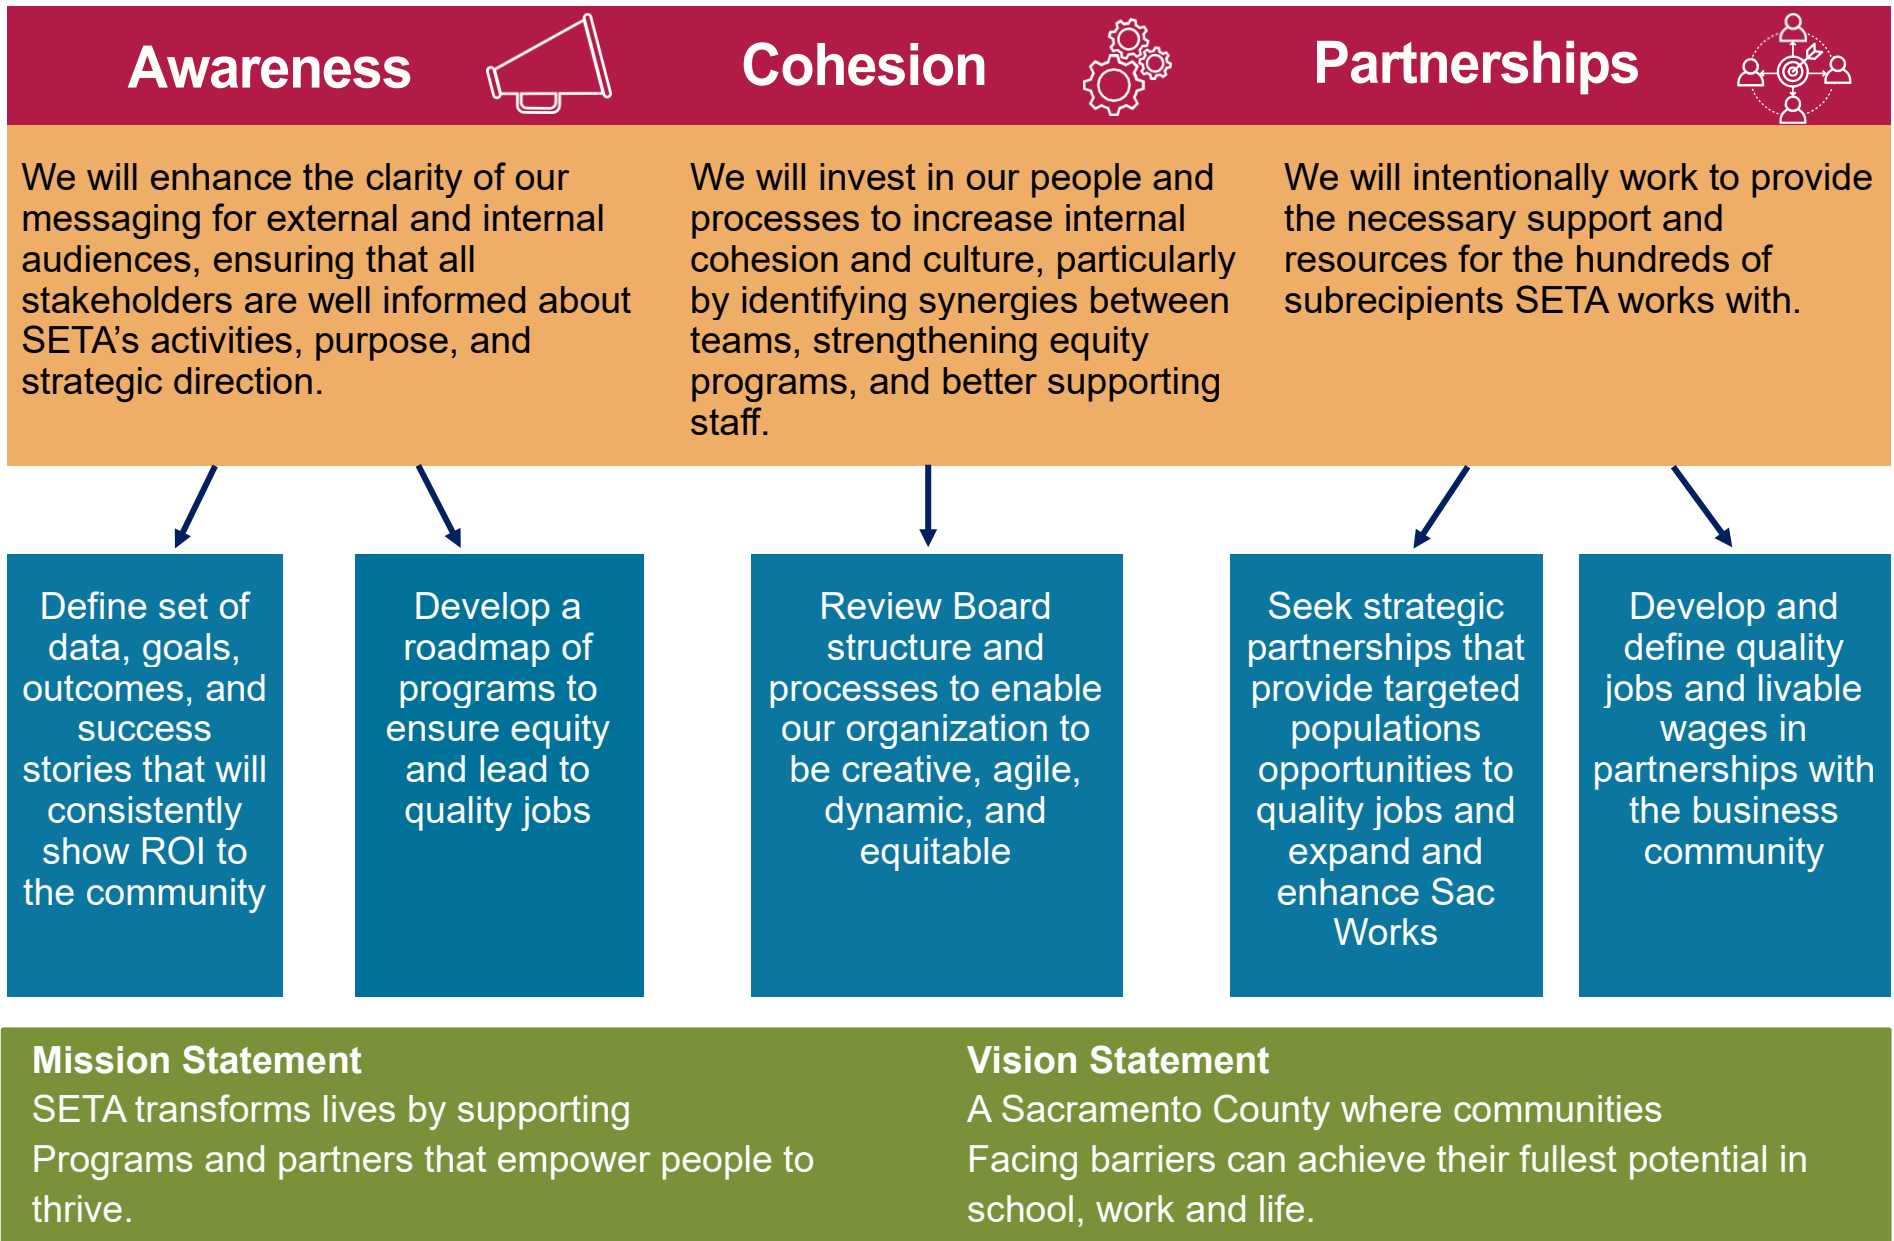 Awareness
Cohesion
Partnerships
We will enhance the clarity of our
messaging for external and internal
audiences, ensuring that all
stakeholders are well informed about
SETA’s activities, purpose, and
strategic direction.
We will invest in our people and
processes to increase internal
cohesion and culture, particularly
by identifying synergies between
teams, strengthening equity
programs, and better supporting
staff.
We will intentionally work to provide
the necessary support and
resources for the hundreds of
subrecipients SETA works with.
Define set of
data, goals,
outcomes, and
success
stories that will
consistently
show ROI to
the community
Develop a
roadmap of
programs to
ensure equity
and lead to
quality jobs
Review Board
structure and
processes to enable
our organization to
be creative, agile,
dynamic, and
equitable
Seek strategic
partnerships that
provide targeted
populations
opportunities to
quality jobs and
expand and
enhance Sac
Works
Develop and
define quality
jobs and livable
wages in
partnerships with
the business
community
Mission Statement
SETA transforms lives by supporting
Programs and partners that empower people to
thrive.
Vision Statement
A Sacramento County where communities
Facing barriers can achieve their fullest potential in
school, work and life.